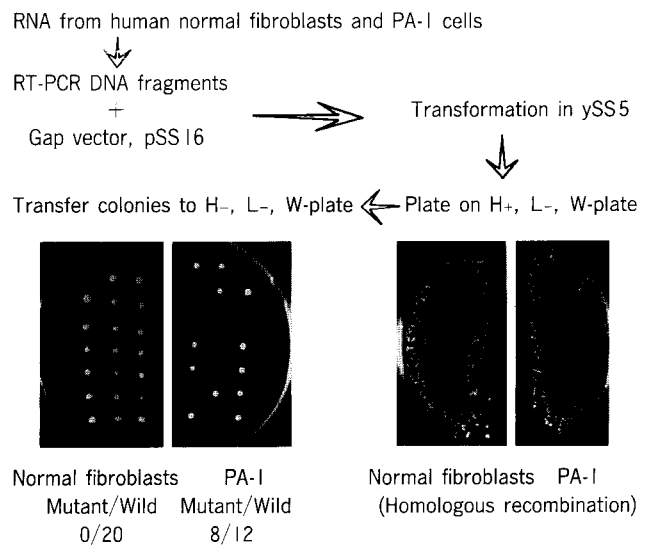 RNA from human normal fibroblasts and PA-1 cells
RT-PCR DNA fragments
+
Gap vector, pSS16
Transformation in ySS5
Transfer colonies to H-, L-, W-plate
Plate on H+, L-, W-plate
Normal fibroblasts PA-1
Mutant/Wild Mutant/Wild
0/20 8/12
Normal fibroblasts PA-1
(Homologous recombination)